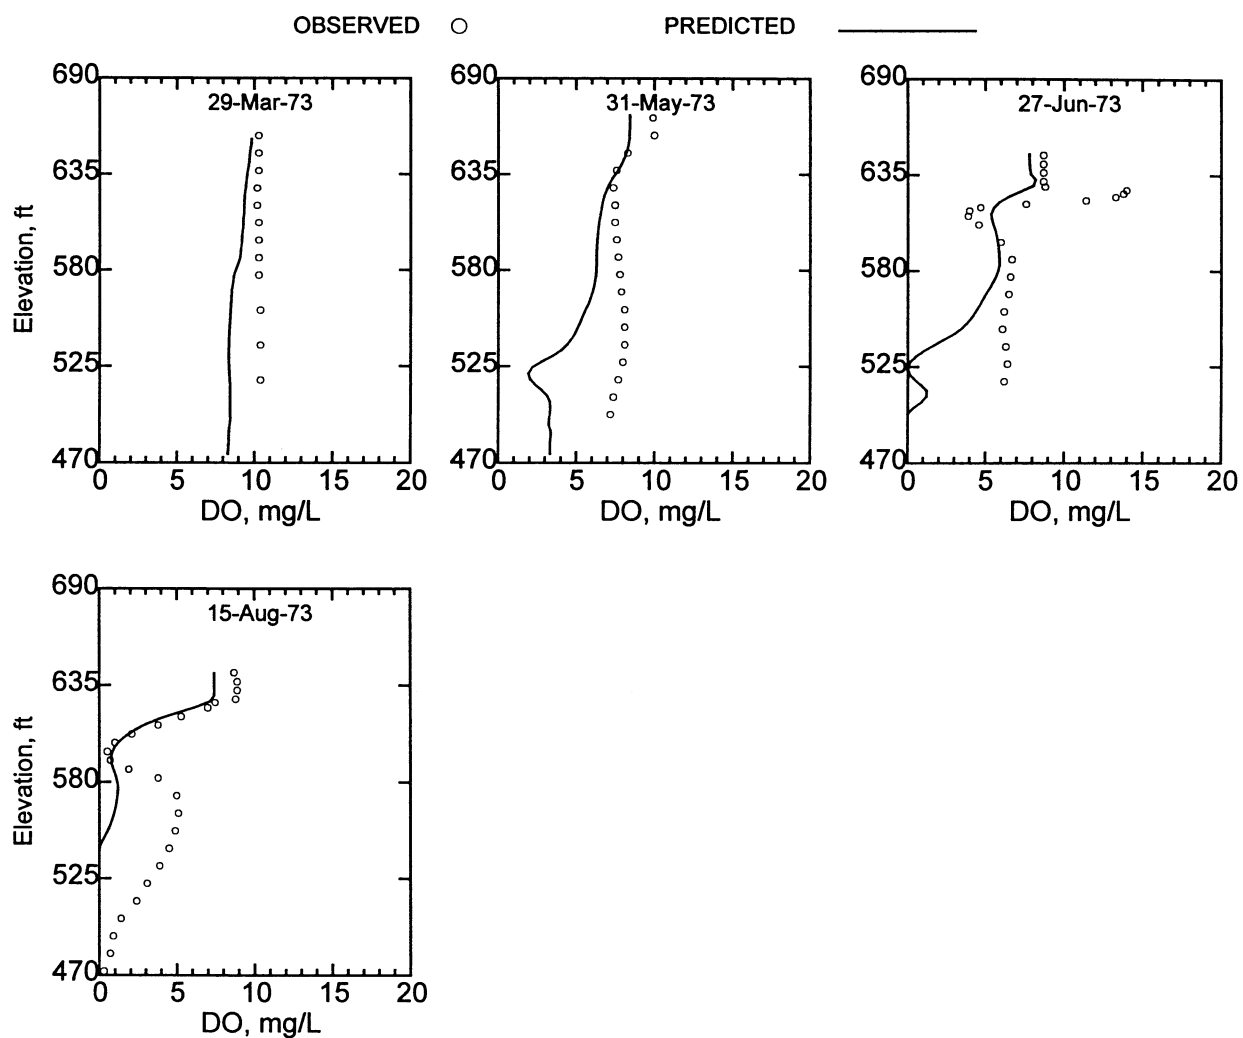 OBSERVED PREDICTED
690 690 690
29-Mar-73 31-May-73 27-Jun-73
635 635 635
580 580 580
Elevation, ft
525 525 525
470 470 470
0 5 10 15 20 0 5 10 15 20 0 5 10 15 20
DO, mg/L DO, mg/L DO, mg/L
690
15-Aug-73
635
580
Elevation, ft
525
470
0 5 10 15 20
DO, mg/L